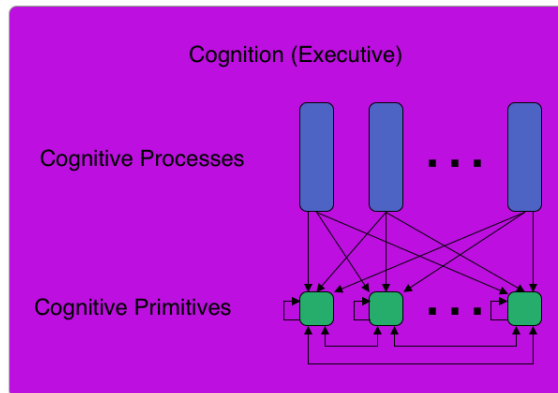 Cognition (Executive)
Cognitive Processes
Cognitive Primitives